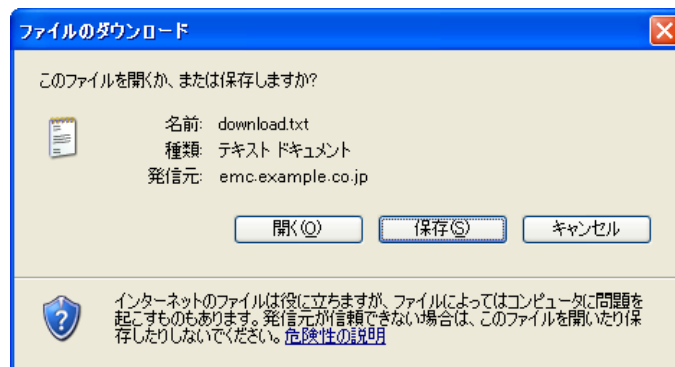 ファイルのダウンロード
このファイルを開くか、または保存しますか?
名前: download.txt
種類: テキスト ドキュメント
発信元: emc.example.co.jp
開く(O) 保存(S) キャンセル
インターネットのファイルは役に立ちますが、ファイルによってはコンピュータに問題を
起こすものもあります。発信元が信頼できない場合は、このファイルを開いたり保
存したりしないでください。危険性の説明